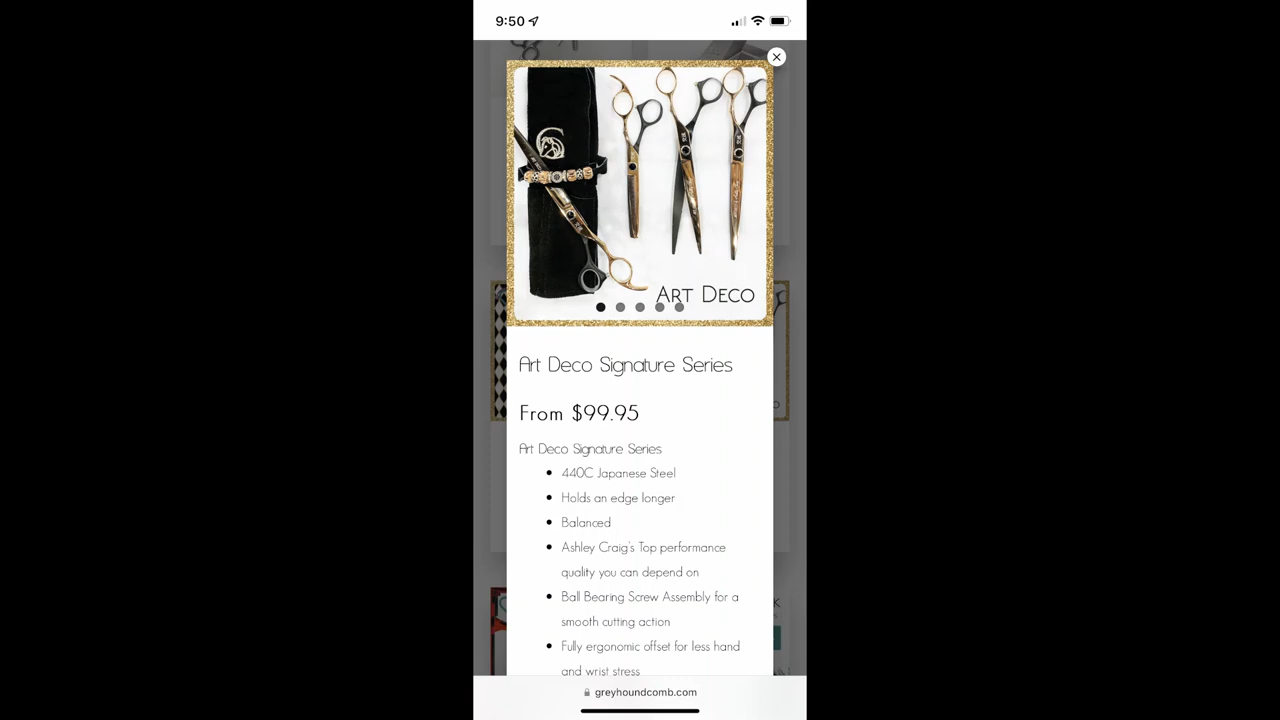 9:50
ART DECO
Art Deco Signature Series
From $99.95
Art Deco Signature Series
440C Japanese Steel
Holds an edge longer
Balanced
Ashley Craig's Top performance
quality you can depend on
Ball Bearing Screw Assembly for a
smooth cutting action
Fully ergonomic offset for less hand
and wrist stress
greyhoundcomb.com